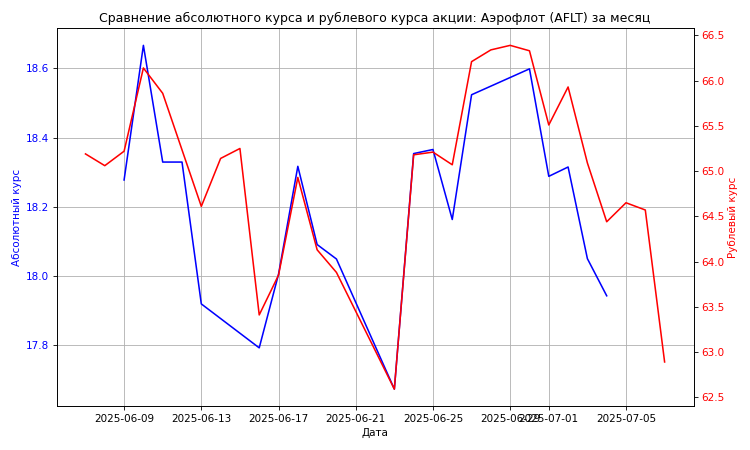 Сравнение абсолютного курса и рублевого курса акции: Аэрофлот (AFLT) за месяц
Абсолютный курс
18.6
18.4
18.2
18.0
17.8
66.5
66.0
65.5
65.0
64.5
64.0
63.5
63.0
62.5
Рублевый курс
2025-06-09 2025-06-13 2025-06-17 2025-06-21 2025-06-25 2025-06-29 2025-07-01 2025-07-05
Дата